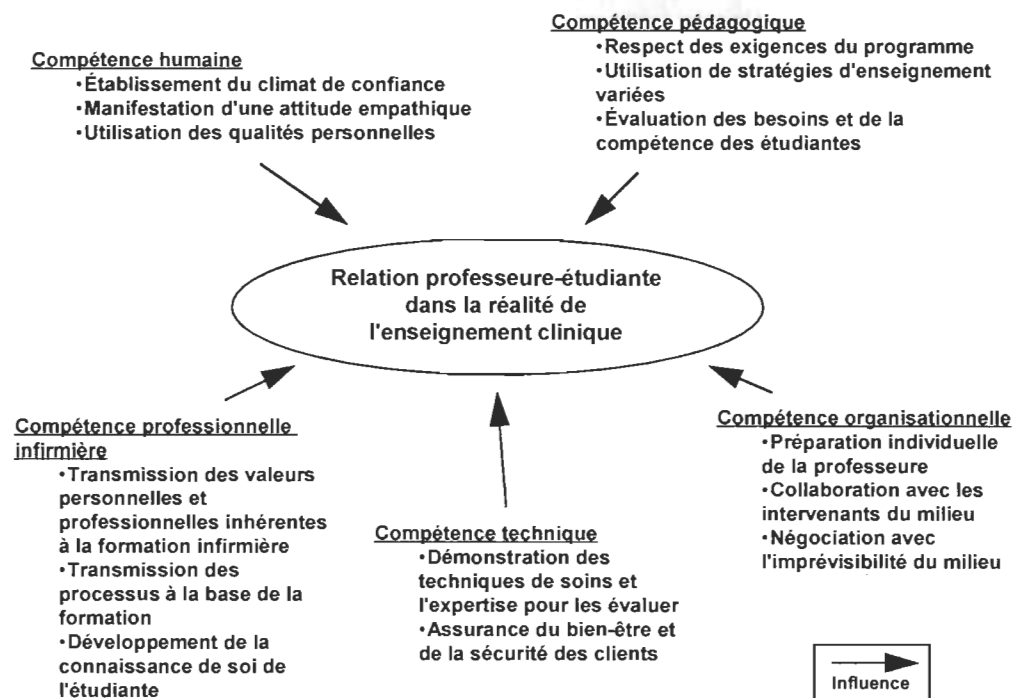 Compétence humaine
•Établissement du climat de confiance
•Manifestation d'une attitude empathique
•Utilisation des qualités personnelles
Compétence pédagogique
•Respect des exigences du programme
•Utilisation de stratégies d'enseignement
variées
•Évaluation des besoins et de la
compétence des étudiantes
Relation professeure-étudiante
dans la réalité de
l'enseignement clinique
Compétence professionnelle
infirmière
•Transmission des valeurs
personnelles et
professionnelles inhérentes
à la formation infirmière
•Transmission des
processus à la base de la
formation
•Développement de la
connaissance de soi de
l'étudiante
Compétence technique
•Démonstration des
techniques de soins et
l'expertise pour les évaluer
•Assurance du bien-être et
de la sécurité des clients
Compétence organisationnelle
•Préparation individuelle
de la professeure
•Collaboration avec les
intervenants du milieu
•Négociation avec
l'imprévisibilité du milieu
Influence